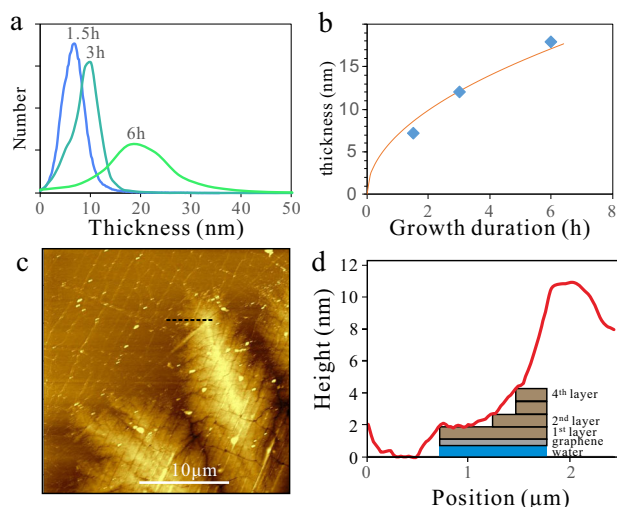 a
1.5h
3h
6h
Number
0
10
20
30
40
50
Thickness (nm)
b
15
10
5
0
thickness (nm)
0
2
4
6
8
Growth duration (h)
c
10μm
d
12
10
8
6
4
2
0
Height (nm)
4th layer
2nd layer
1st layer
graphene
water
0
1
2
Position (μm)